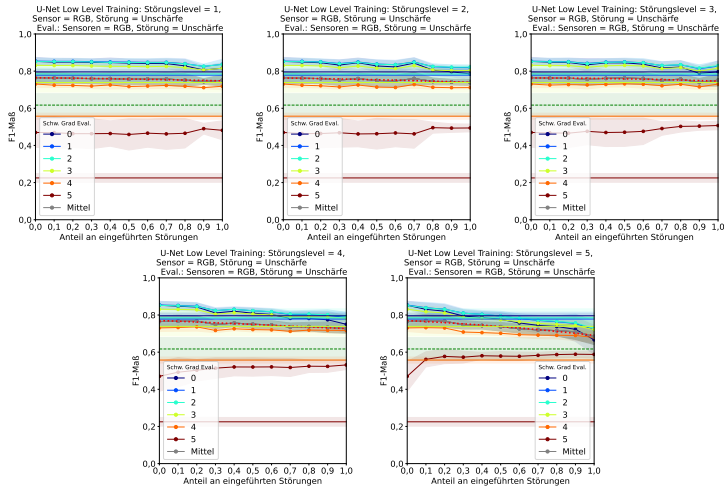 U-Net Low Level Training: Störungslevel = 1,
Sensor = RGB, Störung = Unschärfe
Eval.: Sensoren = RGB, Störung = Unschärfe
F1-Maß
1,0
0,8
0,6
0,4
0,2
0,0
Schw. Grad Eval.
0
1
2
3
4
5
Mittel
0,0 0,1 0,2 0,3 0,4 0,5 0,6 0,7 0,8 0,9 1,0
Anteil an eingeführten Störungen
U-Net Low Level Training: Störungslevel = 2,
Sensor = RGB, Störung = Unschärfe
Eval.: Sensoren = RGB, Störung = Unschärfe
F1-Maß
1,0
0,8
0,6
0,4
0,2
0,0
Schw. Grad Eval.
0
1
2
3
4
5
Mittel
0,0 0,1 0,2 0,3 0,4 0,5 0,6 0,7 0,8 0,9 1,0
Anteil an eingeführten Störungen
U-Net Low Level Training: Störungslevel = 3,
Sensor = RGB, Störung = Unschärfe
Eval.: Sensoren = RGB, Störung = Unschärfe
F1-Maß
1,0
0,8
0,6
0,4
0,2
0,0
Schw. Grad Eval.
0
1
2
3
4
5
Mittel
0,0 0,1 0,2 0,3 0,4 0,5 0,6 0,7 0,8 0,9 1,0
Anteil an eingeführten Störungen
U-Net Low Level Training: Störungslevel = 4,
Sensor = RGB, Störung = Unschärfe
Eval.: Sensoren = RGB, Störung = Unschärfe
F1-Maß
1,0
0,8
0,6
0,4
0,2
0,0
Schw. Grad Eval.
0
1
2
3
4
5
Mittel
0,0 0,1 0,2 0,3 0,4 0,5 0,6 0,7 0,8 0,9 1,0
Anteil an eingeführten Störungen
U-Net Low Level Training: Störungslevel = 5,
Sensor = RGB, Störung = Unschärfe
Eval.: Sensoren = RGB, Störung = Unschärfe
F1-Maß
1,0
0,8
0,6
0,4
0,2
0,0
Schw. Grad Eval.
0
1
2
3
4
5
Mittel
0,0 0,1 0,2 0,3 0,4 0,5 0,6 0,7 0,8 0,9 1,0
Anteil an eingeführten Störungen